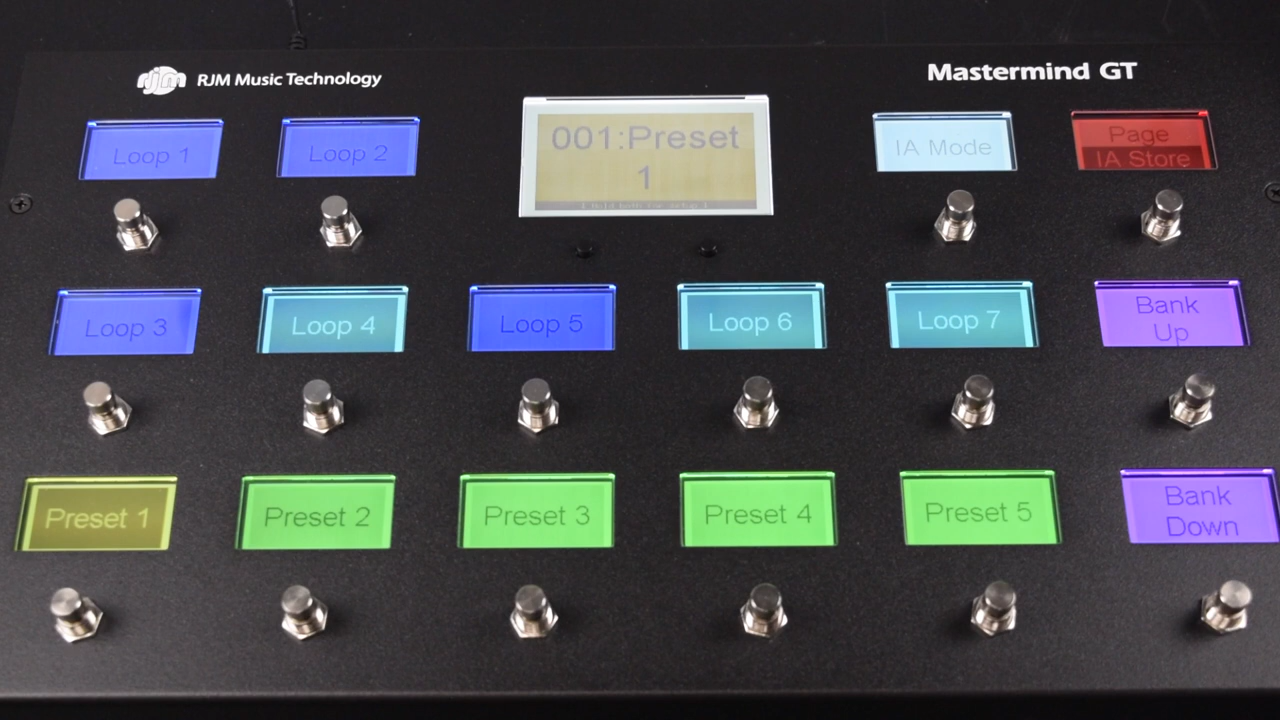 rjm RJM Music Technology
Mastermind GT
Loop 1
Loop 2
001:Preset
1
IA Mode
Page
IA Store
Loop 3
Loop 4
Loop 5
Loop 6
Loop 7
Bank
Up
Preset 1
Preset 2
Preset 3
Preset 4
Preset 5
Bank
Down